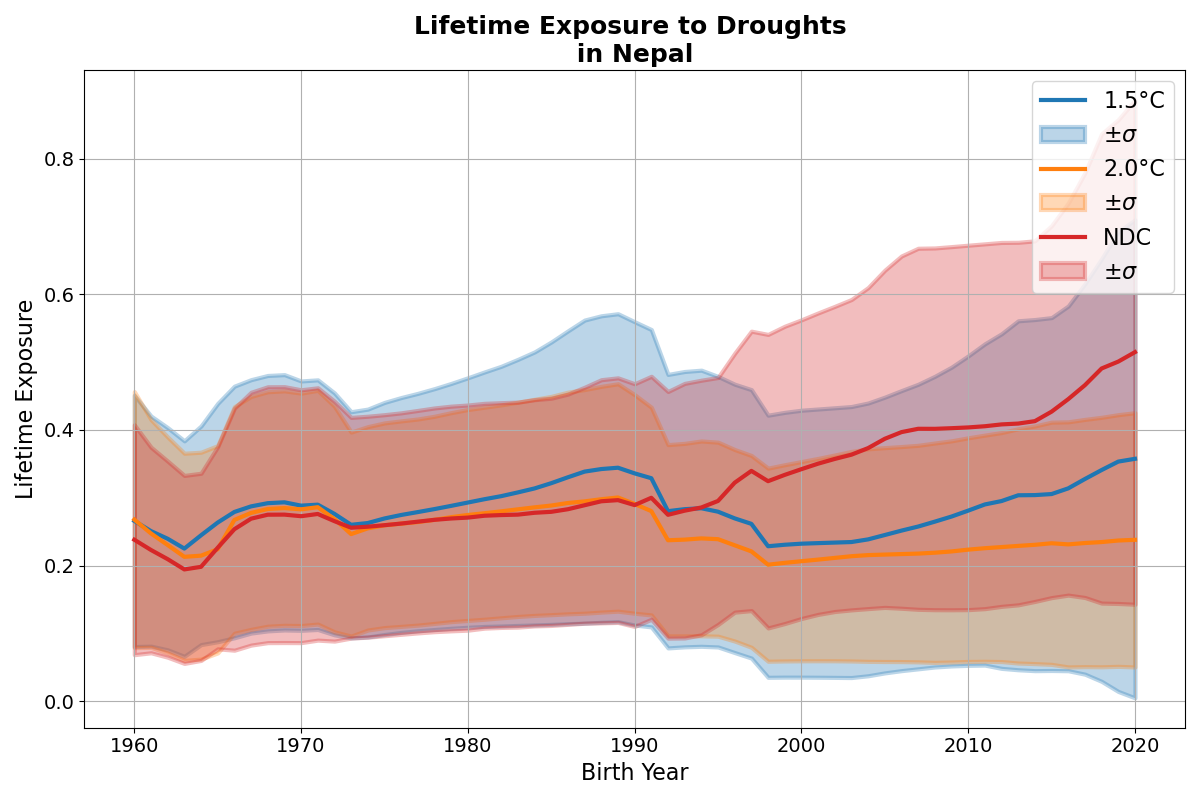 Lifetime Exposure to Droughts
in Nepal
1.5°C
±σ
2.0°C
±σ
NDC
±σ
Lifetime Exposure
0.8
0.6
0.4
0.2
0.0
1960 1970 1980 1990 2000 2010 2020
Birth Year